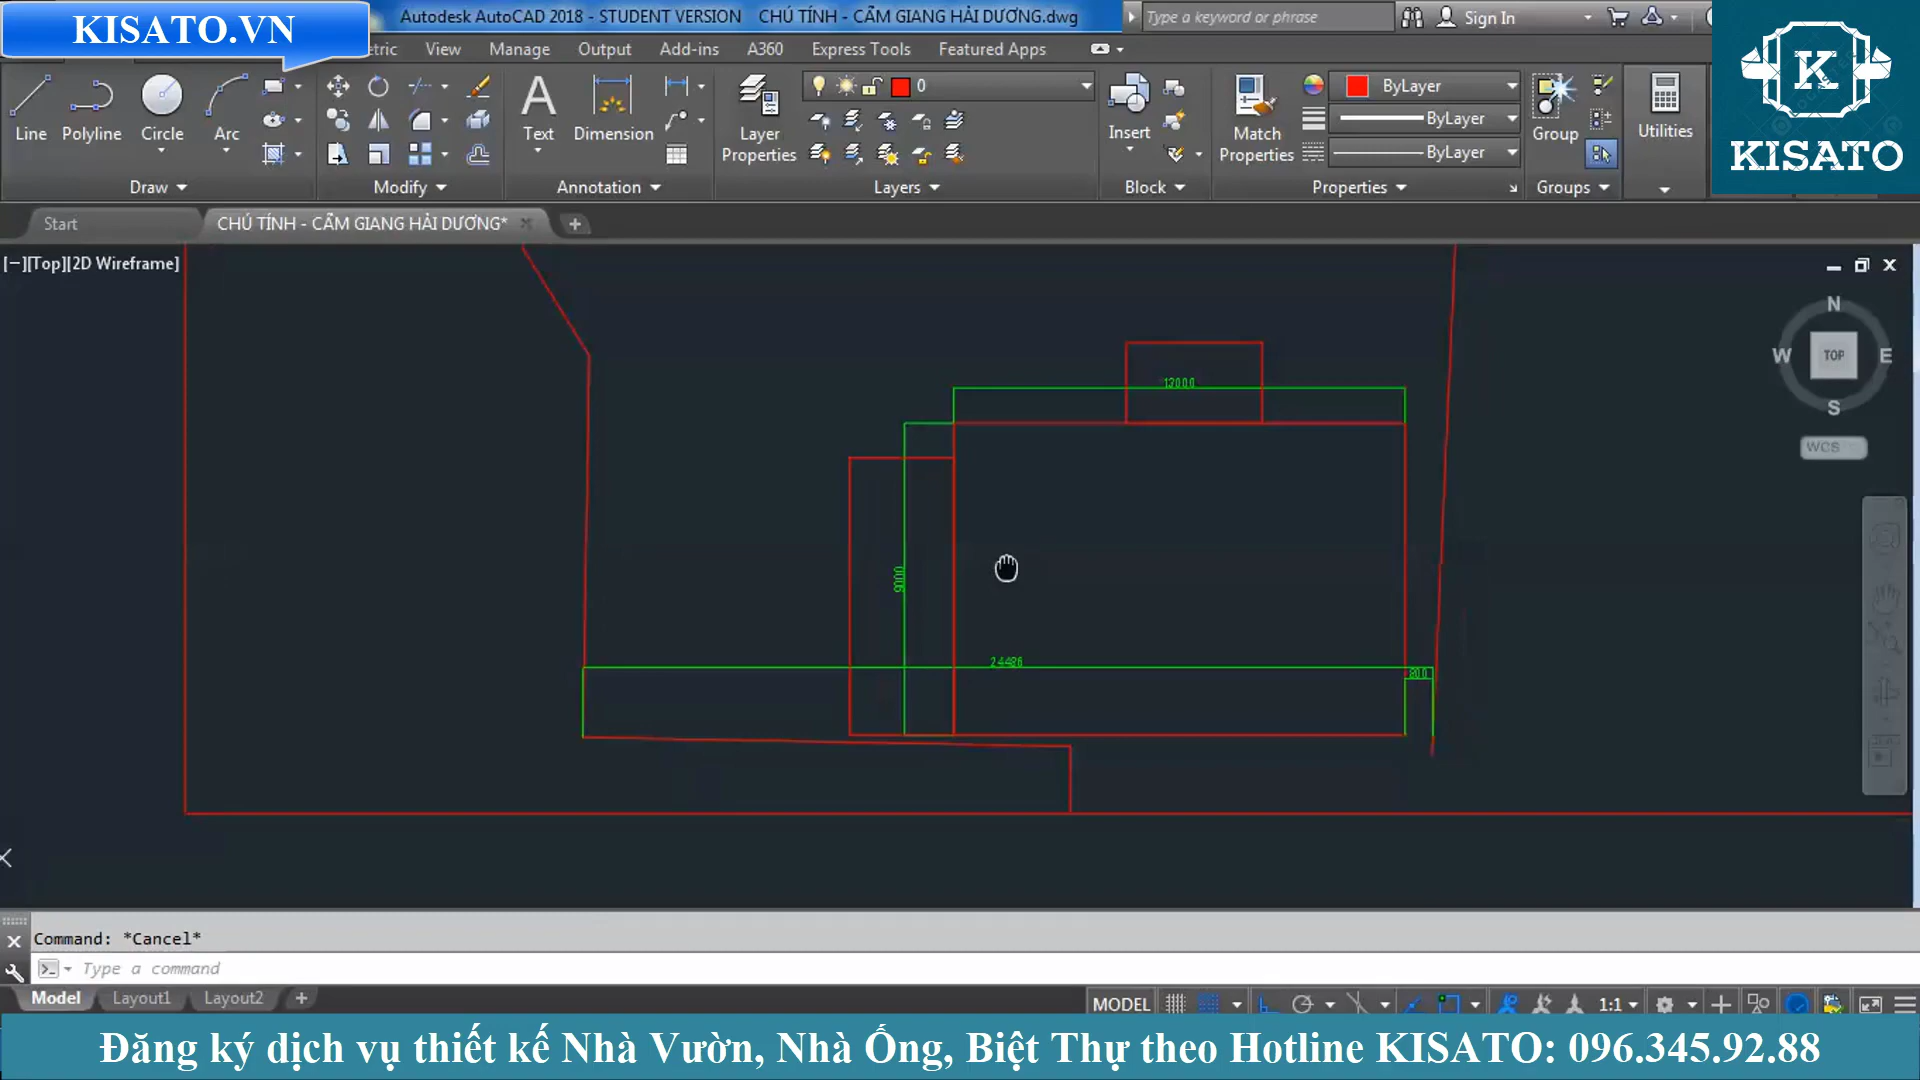 KISATO.VN
Autodesk AutoCAD 2018 - STUDENT VERSION CHÚ TÍNH - CẨM GIANG HẢI DƯƠNG.dwg
Type a keyword or phrase
Sign In
K
KISATO
View Manage Output Add-ins A360 Express Tools Featured Apps
Line Polyline Circle Arc
Text Dimension
Layer Properties
0
Insert
Match Properties
ByLayer
ByLayer
ByLayer
Group
Utilities
Draw Modify Annotation Layers Block Properties Groups
Start
CHÚ TÍNH - CẨM GIANG HẢI DƯƠNG*
[−][Top][2D Wireframe]
N
W TOP E
S
WCS
13000
9000
24486
800
Command: *Cancel*
Type a command
Model Layout1 Layout2 +
MODEL
1:1
Đăng ký dịch vụ thiết kế Nhà Vườn, Nhà Ống, Biệt Thự theo Hotline KISATO: 096.345.92.88